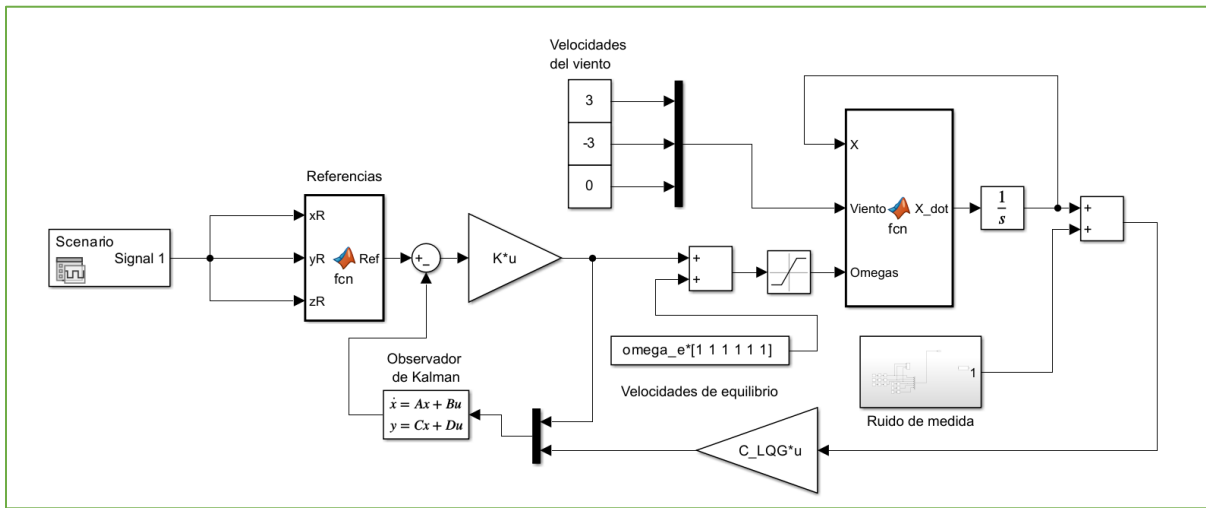 Velocidades
del viento
3
-3
0
X
Viento
fcn
X_dot
Omegas
1
s
+
+
Referencias
Scenario
Signal 1
xR
yR
zR
Ref
fcn
+
−
K*u
+
+
omega_e*[1 1 1 1 1 1]
Velocidades de equilibrio
1
Ruido de medida
Observador
de Kalman
ẋ = Ax + Bu
y = Cx + Du
C_LQG*u